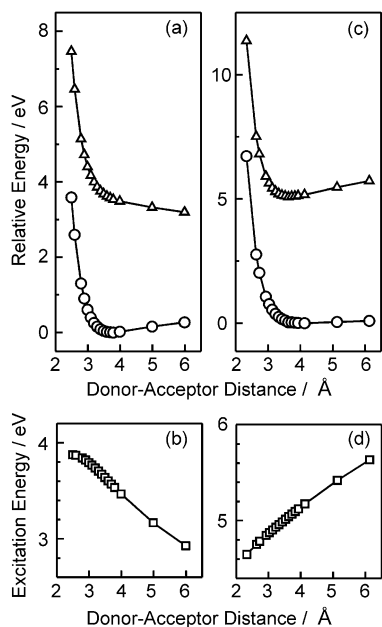 (a)
(c)
Relative Energy / eV
8
6
4
2
0
10
5
0
2 3 4 5 6
2 3 4 5 6
Donor-Acceptor Distance / Å
(b)
(d)
Excitation Energy / eV
4
3
6
5
4
2 3 4 5 6
2 3 4 5 6
Donor-Acceptor Distance / Å